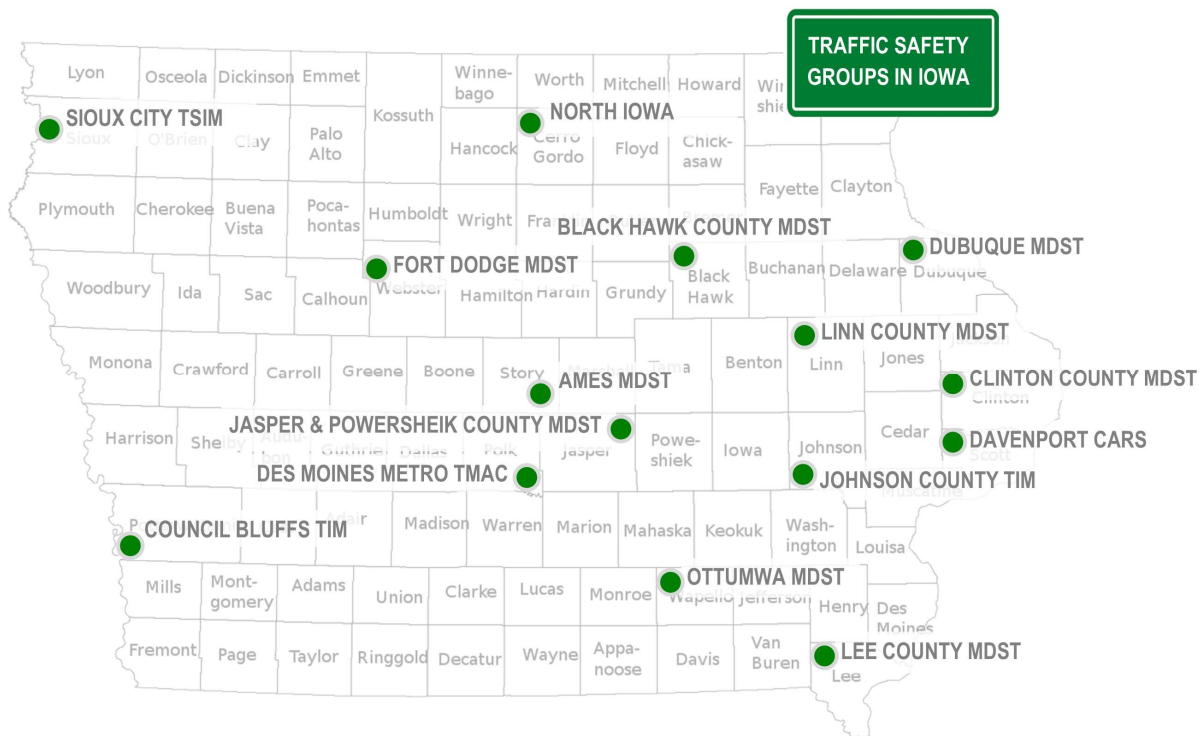 TRAFFIC SAFETY
GROUPS IN IOWA
Lyon
Osceola
Dickinson
Emmet
Kossuth
Winne-
bago
Worth
Mitchell
Howard
SIOUX CITY TSIM
NORTH IOWA
Sioux
O'Brien
Clay
Palo
Alto
Hancock
Cerro
Gordo
Floyd
Chick-
asaw
Fayette
Clayton
Plymouth
Cherokee
Buena
Vista
Poca-
hontas
Humboldt
Wright
BLACK HAWK COUNTY MDST
DUBUQUE MDST
FORT DODGE MDST
Woodbury
Ida
Sac
Calhoun
Webster
Hamilton
Hardin
Grundy
Black
Hawk
Buchanan
Delaware
Dubuque
LINN COUNTY MDST
Monona
Crawford
Carroll
Greene
Boone
Story
Tama
Benton
Linn
Jones
AMES MDST
CLINTON COUNTY MDST
Clinton
JASPER & POWERSHEIK COUNTY MDST
Harrison
Shelby
Guthrie
Dallas
Polk
Jasper
Powe-
shiek
Iowa
Johnson
Cedar
DAVENPORT CARS
Scott
DES MOINES METRO TMAC
JOHNSON COUNTY TIM
Muscatine
COUNCIL BLUFFS TIM
Adair
Madison
Warren
Marion
Mahaska
Keokuk
Wash-
ington
Louisa
OTTUMWA MDST
Mills
Mont-
gomery
Adams
Union
Clarke
Lucas
Monroe
Wapello
Jefferson
Henry
Des
Moines
LEE COUNTY MDST
Fremont
Page
Taylor
Ringgold
Decatur
Wayne
Appa-
noose
Davis
Van
Buren
Lee